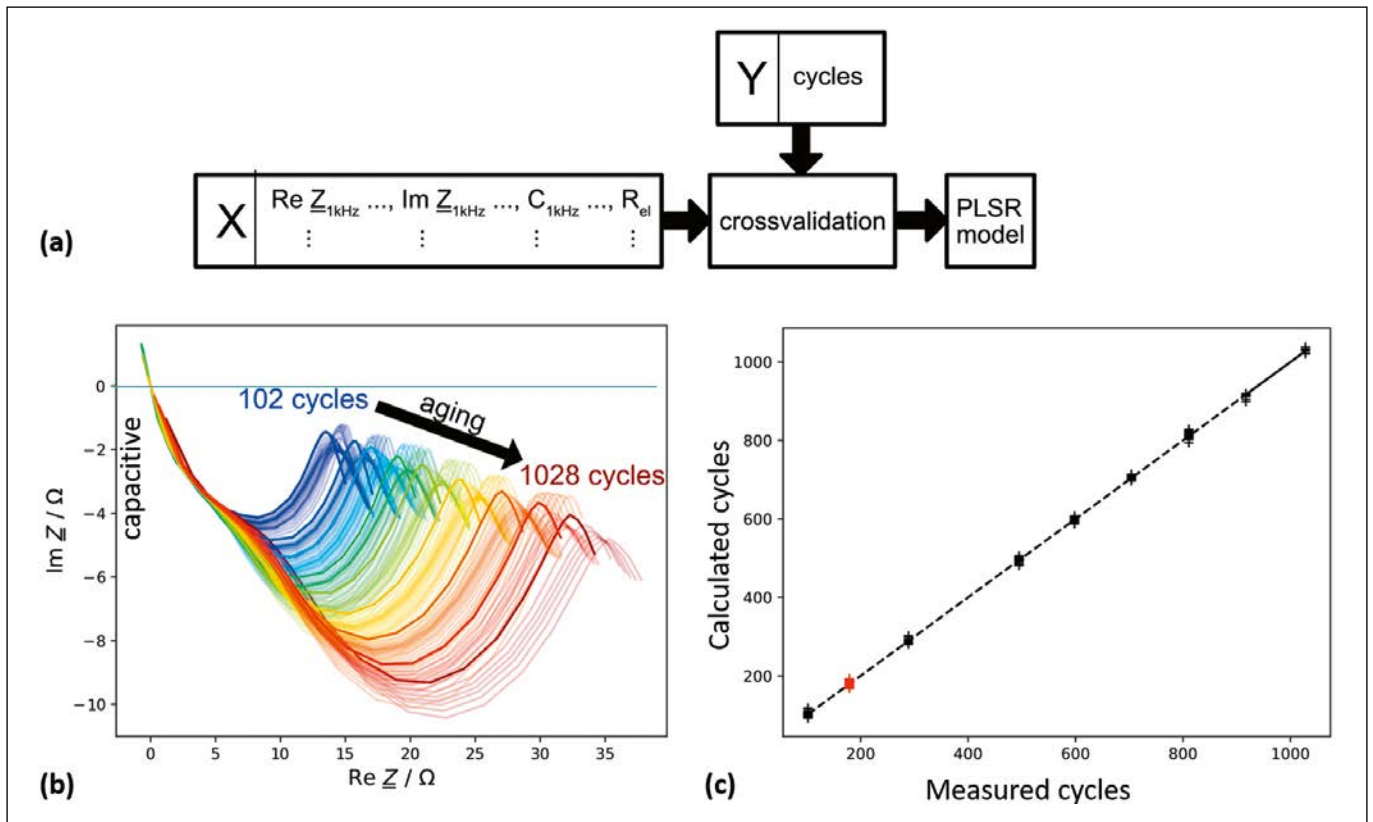 Y cycles
X Re Z1kHz ..., Im Z1kHz ..., C1kHz ..., Rel
⋮ ⋮ ⋮ ⋮
crossvalidation
PLSR
model
(a)
0
−2
−4
−6
−8
−10
Im Z / Ω
capacitive
102 cycles
aging
1028 cycles
0 5 10 15 20 25 30 35
Re Z / Ω
(b)
1000
800
600
400
200
Calculated cycles
200 400 600 800 1000
Measured cycles
(c)